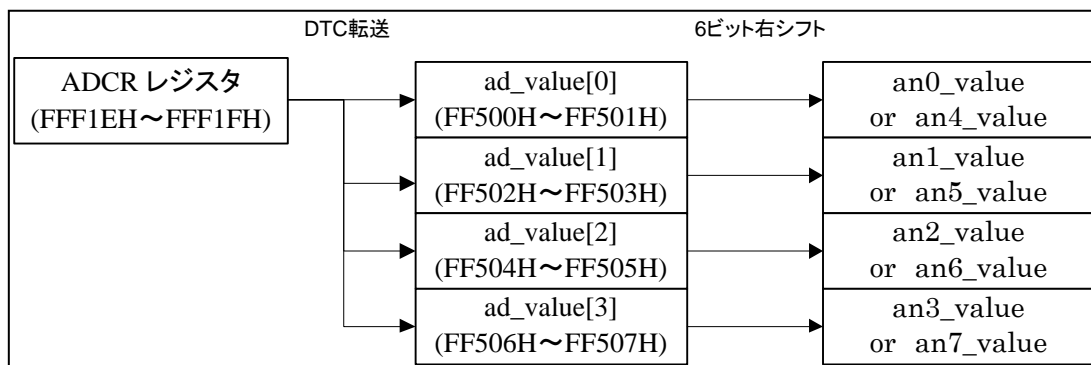 DTC転送
6ビット右シフト
ADCR レジスタ
(FFF1EH～FFF1FH)
ad_value[0]
(FF500H～FF501H)
an0_value
or an4_value
ad_value[1]
(FF502H～FF503H)
an1_value
or an5_value
ad_value[2]
(FF504H～FF505H)
an2_value
or an6_value
ad_value[3]
(FF506H～FF507H)
an3_value
or an7_value